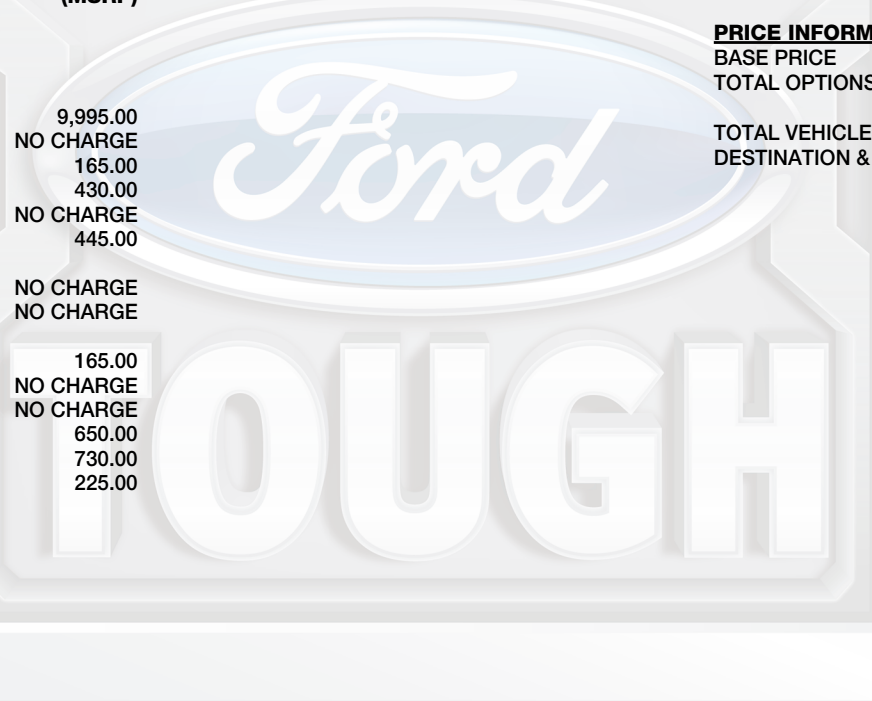 (MSRP)
9,995.00
NO CHARGE
165.00
430.00
NO CHARGE
445.00
NO CHARGE
NO CHARGE
165.00
NO CHARGE
NO CHARGE
650.00
730.00
225.00
PRICE INFORM
BASE PRICE
TOTAL OPTIONS
TOTAL VEHICLE
DESTINATION &
Ford
TOUGH